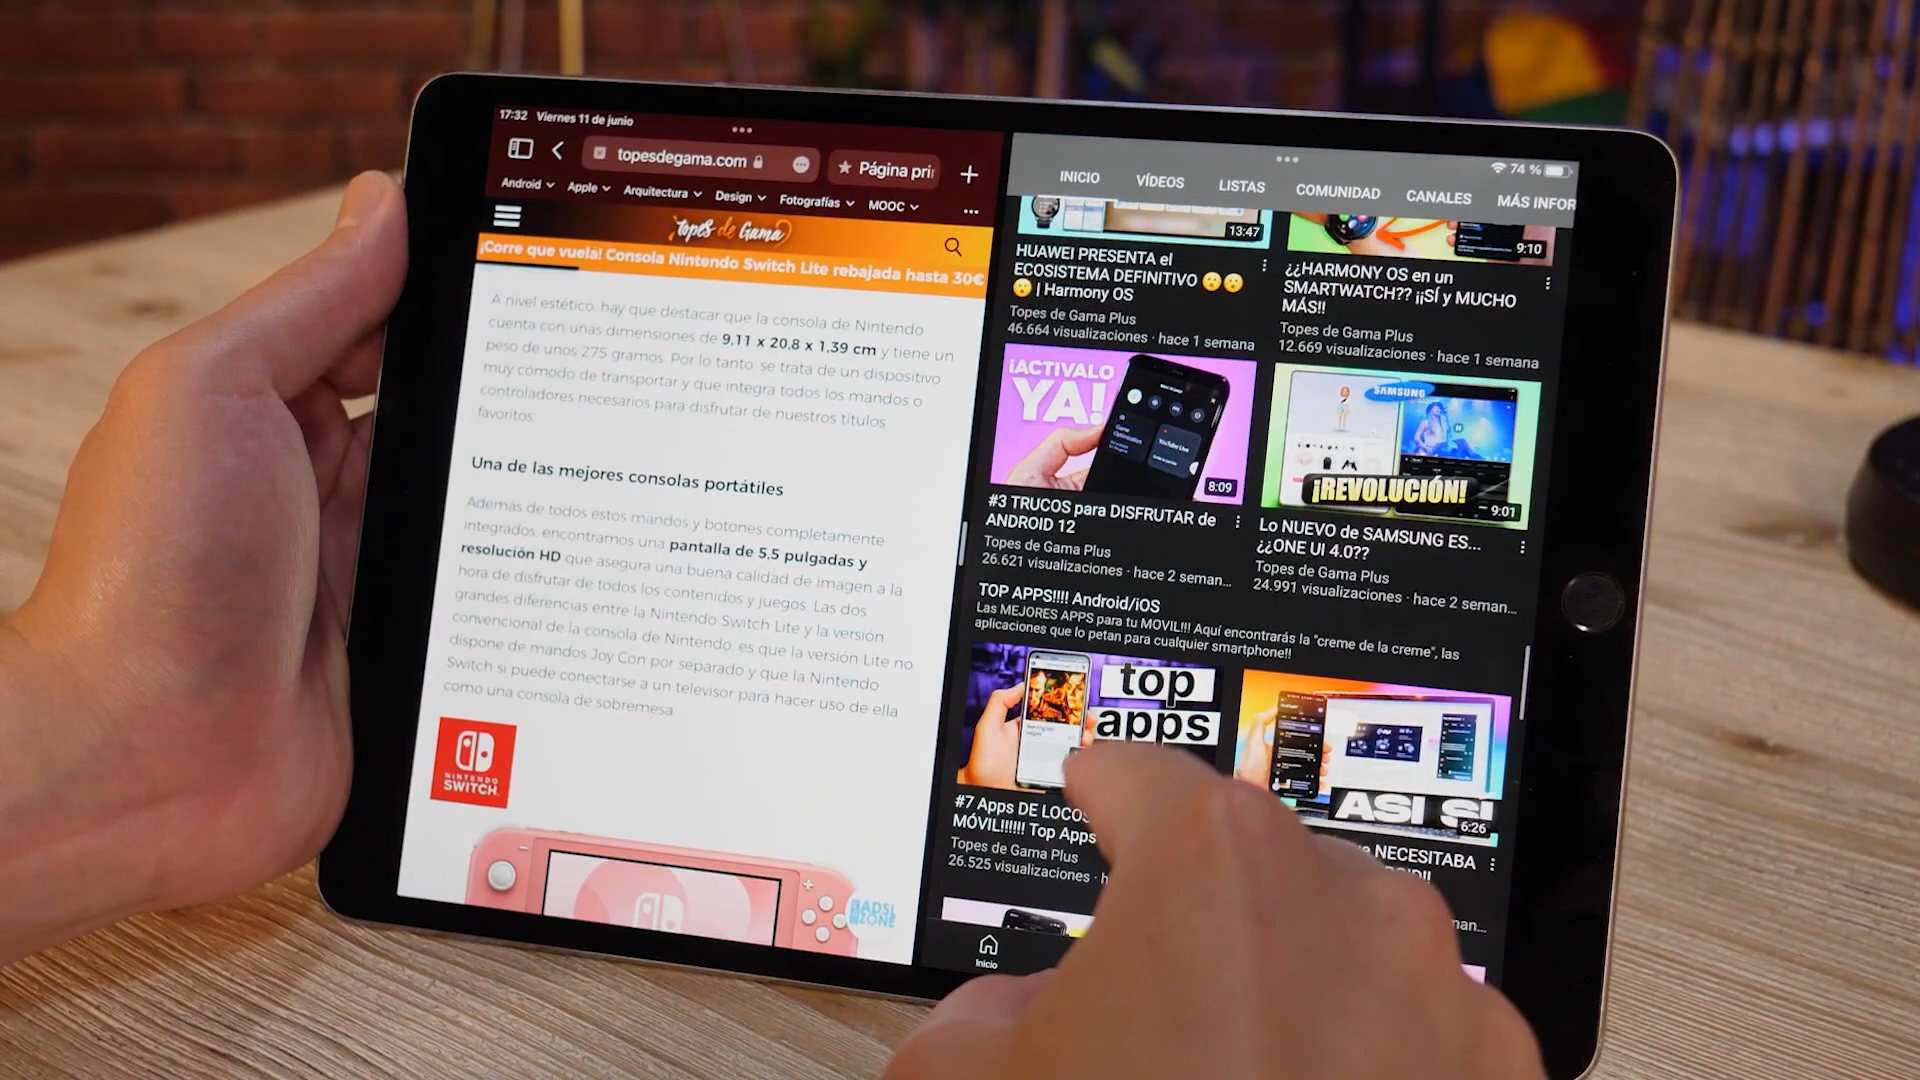 17:32 Viernes 11 de junio
topesdegama.com
Página pri
Android Apple Arquitectura Design Fotografías MOOC
Topes de Gama
¡Corre que vuela! Consola Nintendo Switch Lite rebajada hasta 30€
A nivel estético, hay que destacar que la consola de Nintendo
cuenta con unas dimensiones de 9,11 x 20,8 x 1,39 cm y tiene un
peso de unos 275 gramos. Por lo tanto, se trata de un dispositivo
muy cómodo de transportar y que integra todos los mandos o
controladores necesarios para disfrutar de nuestros títulos
favoritos.
Una de las mejores consolas portátiles
Además de todos estos mandos y botones completamente
integrados, encontramos una pantalla de 5,5 pulgadas y
resolución HD que asegura una buena calidad de imagen a la
hora de disfrutar de todos los contenidos y juegos. Las dos
grandes diferencias entre la Nintendo Switch Lite y la versión
convencional de la consola de Nintendo, es que la versión Lite no
dispone de mandos Joy Con por separado y que la Nintendo
Switch si puede conectarse a un televisor para hacer uso de ella
como una consola de sobremesa.
NINTENDO
SWITCH
ADSL
ZONE
74 %
INICIO VÍDEOS LISTAS COMUNIDAD CANALES MÁS INFOR
13:47
HUAWEI PRESENTA el
ECOSISTEMA DEFINITIVO 😮😮
😮 | Harmony OS
Topes de Gama Plus
46.664 visualizaciones · hace 1 semana
9:10
¿¿HARMONY OS en un
SMARTWATCH?? ¡¡SÍ y MUCHO
MÁS!!
Topes de Gama Plus
12.669 visualizaciones · hace 1 semana
¡ACTIVALO
YA!
YouTube Live
8:09
#3 TRUCOS para DISFRUTAR de
ANDROID 12
Topes de Gama Plus
26.621 visualizaciones · hace 2 seman...
SAMSUNG
¡REVOLUCIÓN!
9:01
Lo NUEVO de SAMSUNG ES...
¿¿ONE UI 4.0??
Topes de Gama Plus
24.991 visualizaciones · hace 2 seman...
TOP APPS!!!! Android/iOS
Las MEJORES APPS para tu MOVIL!!! Aquí encontrarás la "creme de la creme", las
aplicaciones que lo petan para cualquier smartphone!!
top
apps
#7 Apps DE LOCOS
MÓVIL!!!!!! Top Apps
Topes de Gama Plus
26.525 visualizaciones · h
ASI SI
6:26
NECESITABA
man...
Inicio